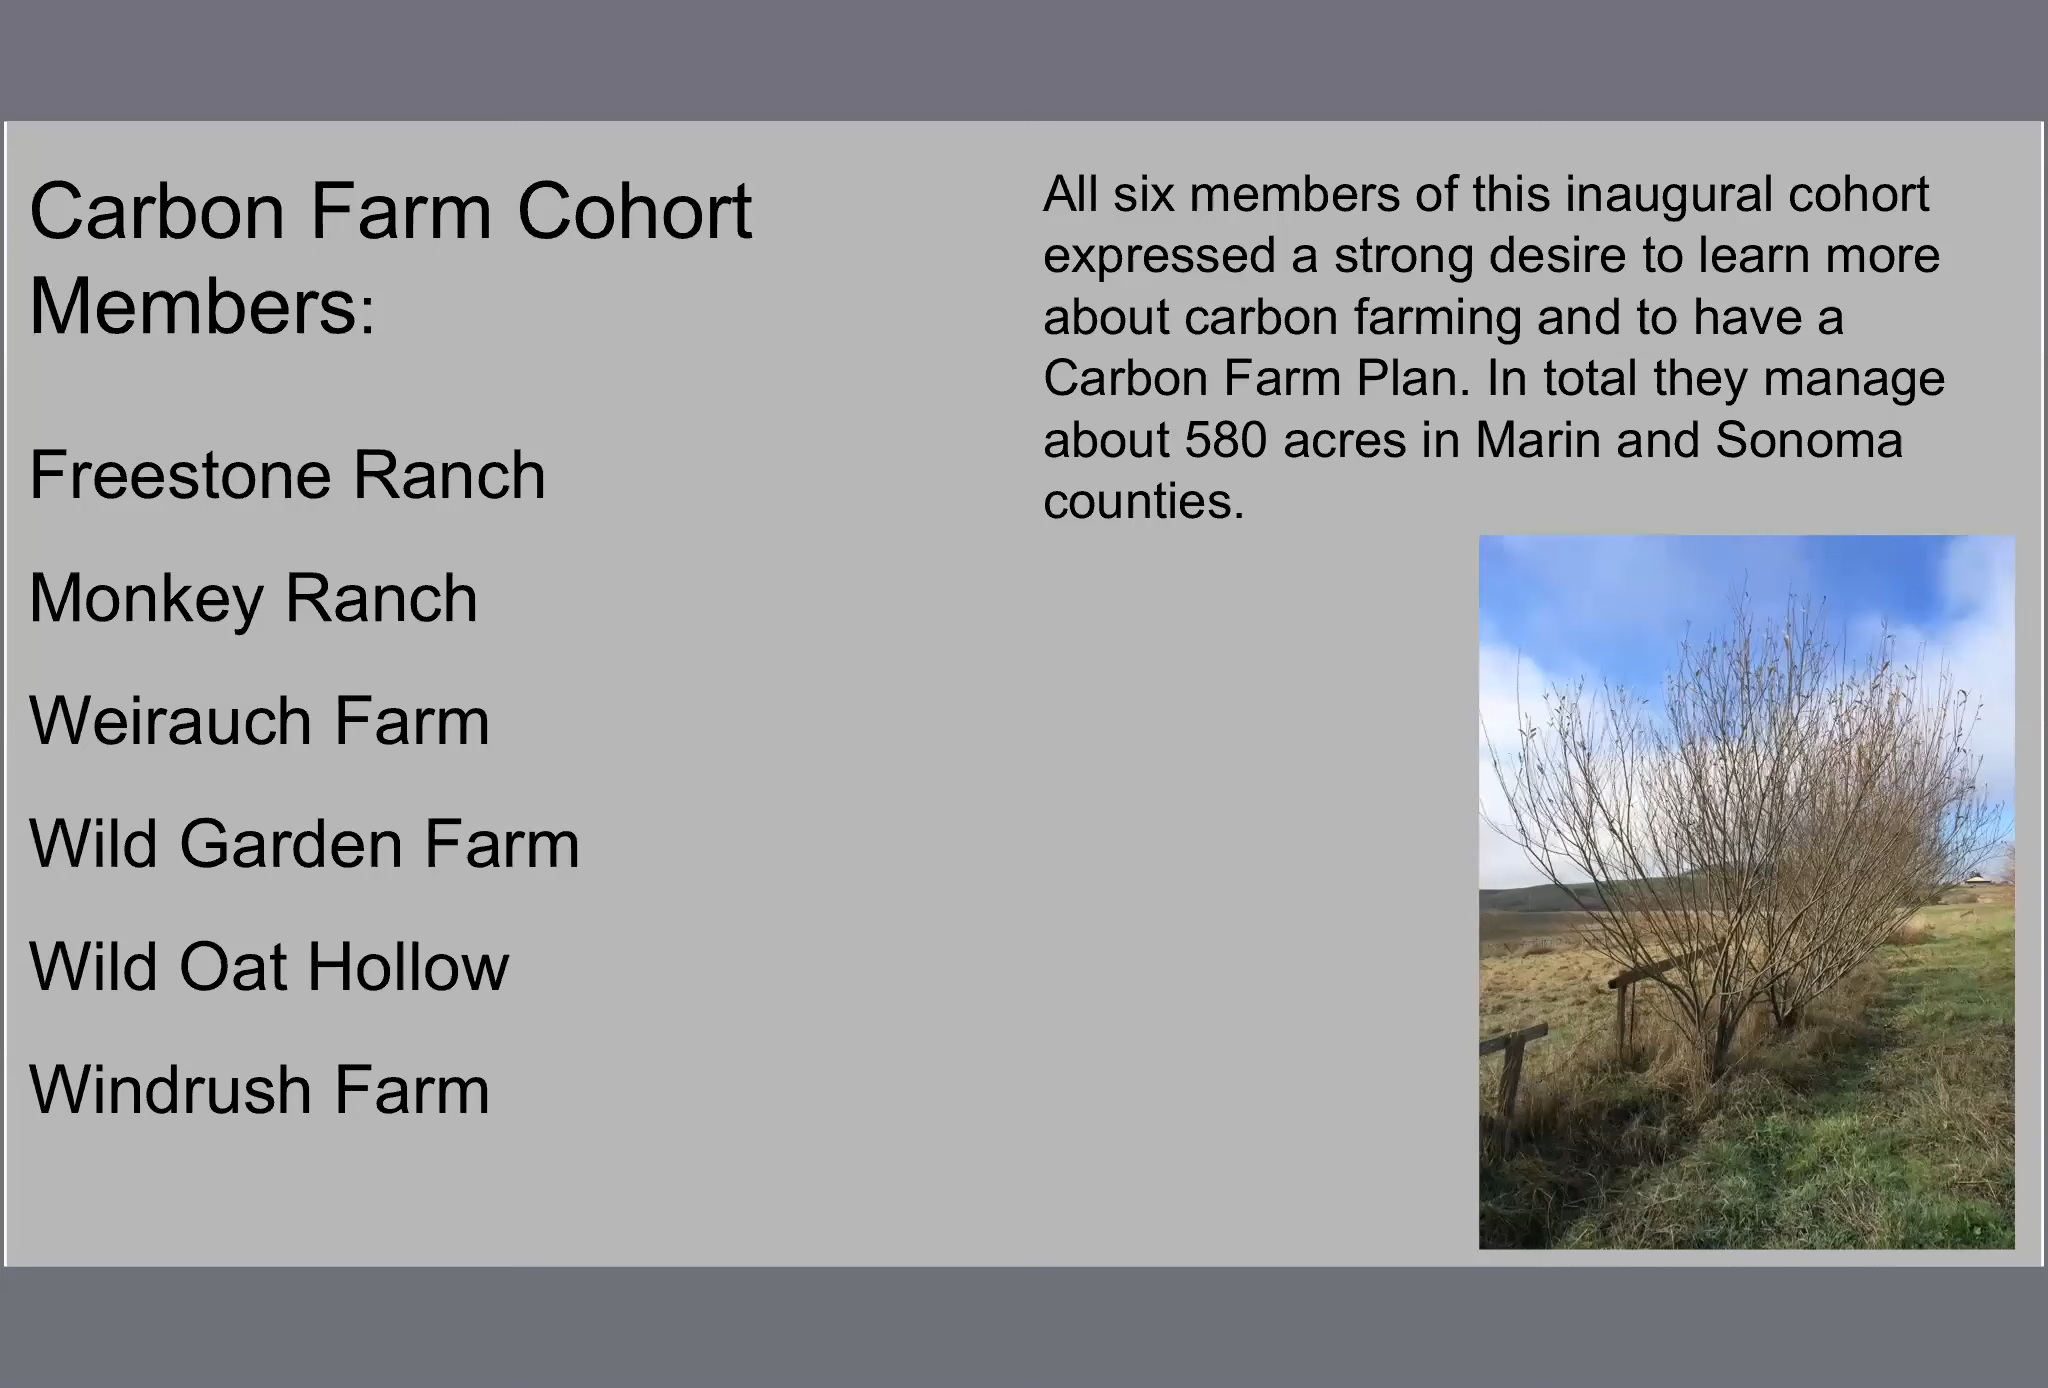 Carbon Farm Cohort
Members:
Freestone Ranch
Monkey Ranch
Weirauch Farm
Wild Garden Farm
Wild Oat Hollow
Windrush Farm
All six members of this inaugural cohort
expressed a strong desire to learn more
about carbon farming and to have a
Carbon Farm Plan. In total they manage
about 580 acres in Marin and Sonoma
counties.